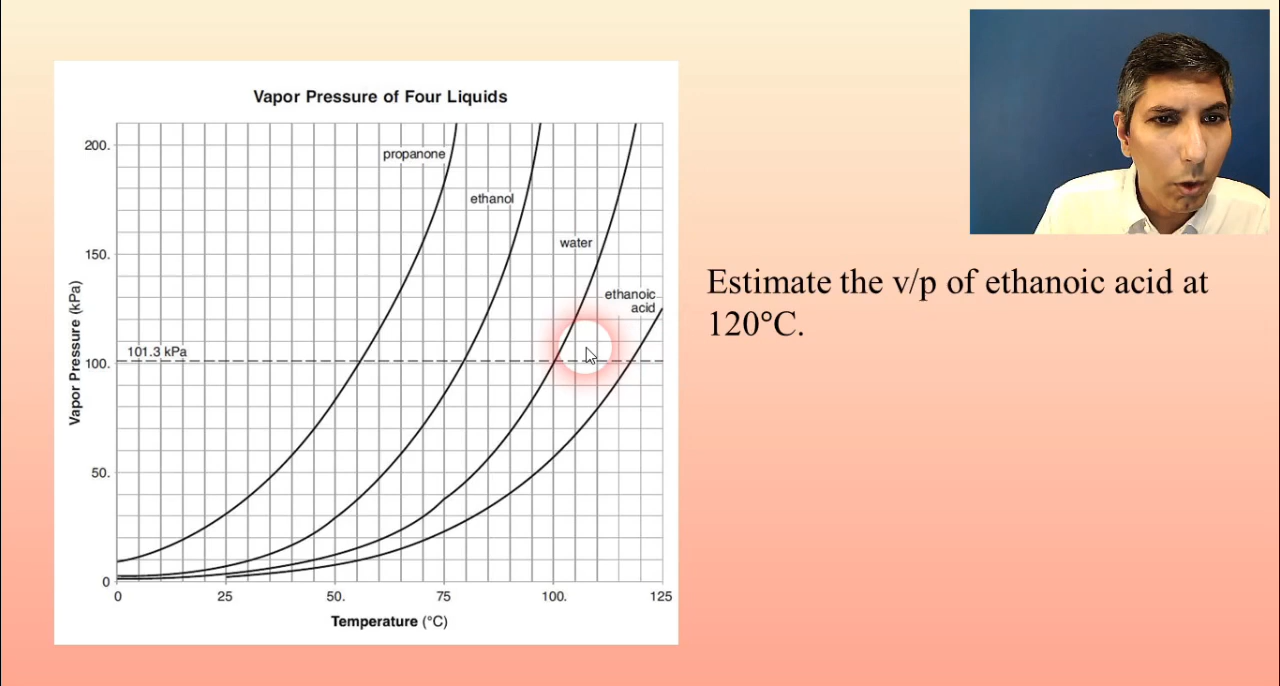 Vapor Pressure of Four Liquids
200.
propanone
ethanol
water
150.
ethanoic
acid
101.3 kPa
100.
Vapor Pressure (kPa)
50.
0
0 25 50. 75 100. 125
Temperature (°C)
Estimate the v/p of ethanoic acid at
120°C.